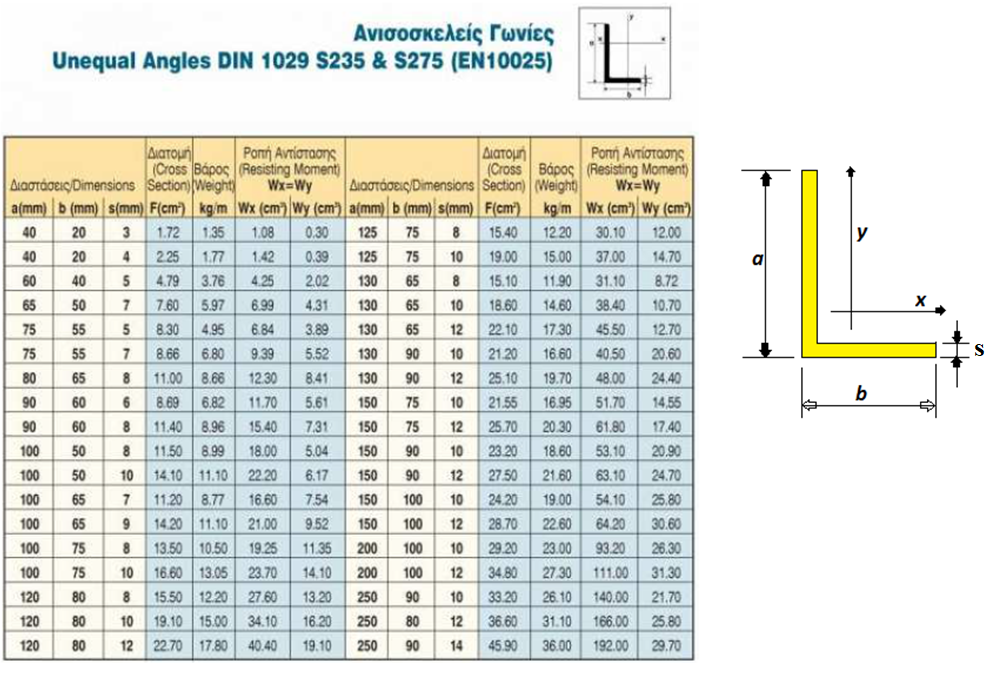 Ανισοσκελείς Γωνίες
Unequal Angles DIN 1029 S235 & S275 (EN10025)
y
a x x
s
b
Διαστάσεις/Dimensions Διατομή (Cross Section) Βάρος (Weight) Ροπή Αντίστασης (Resisting Moment) Wx=Wy Διαστάσεις/Dimensions Διατομή (Cross Section) Βάρος (Weight) Ροπή Αντίστασης (Resisting Moment) Wx=Wy
a(mm) b (mm) s(mm) F(cm²) kg/m Wx (cm³) Wy (cm³) a(mm) b (mm) s(mm) F(cm²) kg/m Wx (cm³) Wy (cm³)
40 20 3 1.72 1.35 1.08 0.30 125 75 8 15.40 12.20 30.10 12.00
40 20 4 2.25 1.77 1.42 0.39 125 75 10 19.00 15.00 37.00 14.70
60 40 5 4.79 3.76 4.25 2.02 130 65 8 15.10 11.90 31.10 8.72
65 50 7 7.60 5.97 6.99 4.31 130 65 10 18.60 14.60 38.40 10.70
75 55 5 8.30 4.95 6.84 3.89 130 65 12 22.10 17.30 45.50 12.70
75 55 7 8.66 6.80 9.39 5.52 130 90 10 21.20 16.60 40.50 20.60
80 65 8 11.00 8.66 12.30 8.41 130 90 12 25.10 19.70 48.00 24.40
90 60 6 8.69 6.82 11.70 5.61 150 75 10 21.55 16.95 51.70 14.55
90 60 8 11.40 8.96 15.40 7.31 150 75 12 25.70 20.30 61.80 17.40
100 50 8 11.50 8.99 18.00 5.04 150 90 10 23.20 18.60 53.10 20.90
100 50 10 14.10 11.10 22.20 6.17 150 90 12 27.50 21.60 63.10 24.70
100 65 7 11.20 8.77 16.60 7.54 150 100 10 24.20 19.00 54.10 25.80
100 65 9 14.20 11.10 21.00 9.52 150 100 12 28.70 22.60 64.20 30.60
100 75 8 13.50 10.50 19.25 11.35 200 100 10 29.20 23.00 93.20 26.30
100 75 10 16.60 13.05 23.70 14.10 200 100 12 34.80 27.30 111.00 31.30
120 80 8 15.50 12.20 27.60 13.20 250 90 10 33.20 26.10 140.00 21.70
120 80 10 19.10 15.00 34.10 16.20 250 80 12 36.60 31.10 166.00 25.80
120 80 12 22.70 17.80 40.40 19.10 250 90 14 45.90 36.00 192.00 29.70
a
y
x
s
b